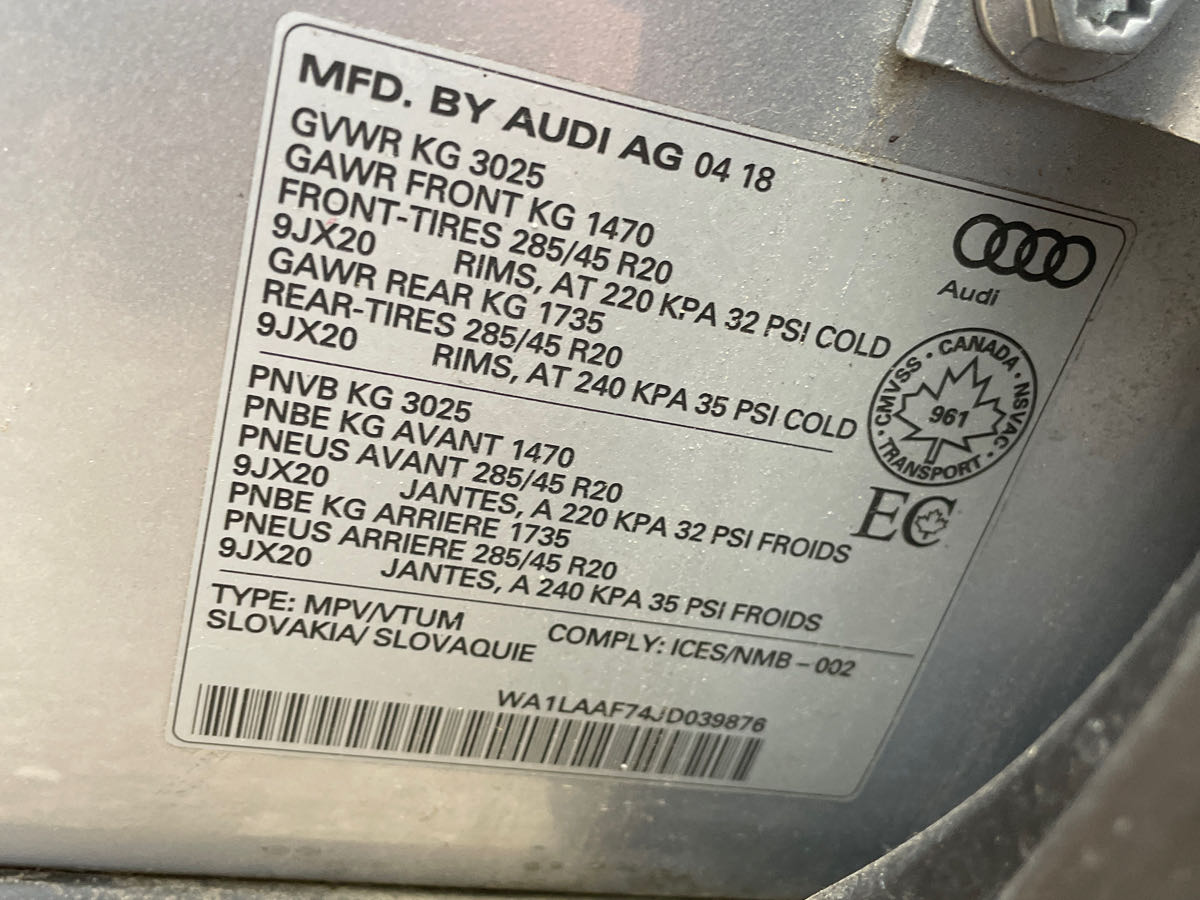 MFD. BY AUDI AG 04 18
GVWR KG 3025
GAWR FRONT KG 1470
FRONT-TIRES 285/45 R20
9JX20 RIMS, AT 220 KPA 32 PSI COLD
GAWR REAR KG 1735
REAR-TIRES 285/45 R20
9JX20 RIMS, AT 240 KPA 35 PSI COLD
Audi
CMVSS · CANADA · NSVAC · TRANSPORT ·
961
EC
PNVB KG 3025
PNBE KG AVANT 1470
PNEUS AVANT 285/45 R20
9JX20 JANTES, A 220 KPA 32 PSI FROIDS
PNBE KG ARRIERE 1735
PNEUS ARRIERE 285/45 R20
9JX20 JANTES, A 240 KPA 35 PSI FROIDS
TYPE: MPV/VTUM COMPLY: ICES/NMB-002
SLOVAKIA/ SLOVAQUIE
WA1LAAF74JD039876